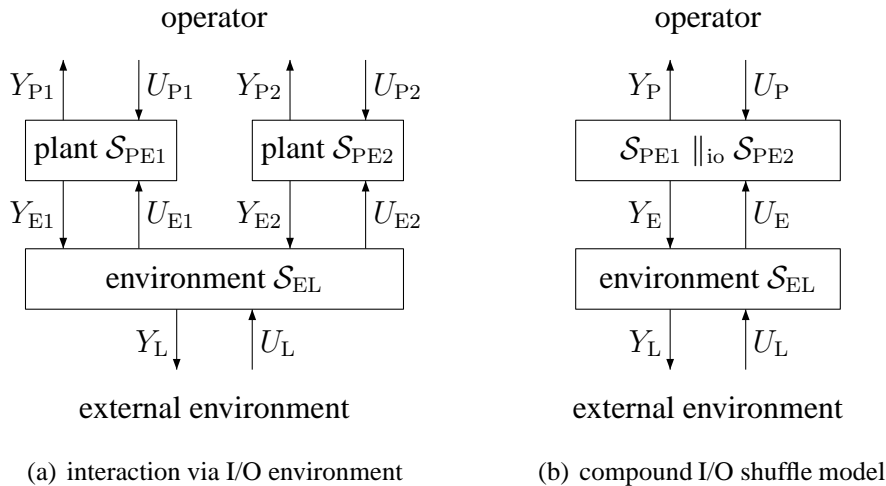 operator
Y_P1 U_P1 Y_P2 U_P2
plant S_PE1 plant S_PE2
Y_E1 U_E1 Y_E2 U_E2
environment S_EL
Y_L U_L
external environment
(a) interaction via I/O environment
operator
Y_P U_P
S_PE1 ∥_io S_PE2
Y_E U_E
environment S_EL
Y_L U_L
external environment
(b) compound I/O shuffle model